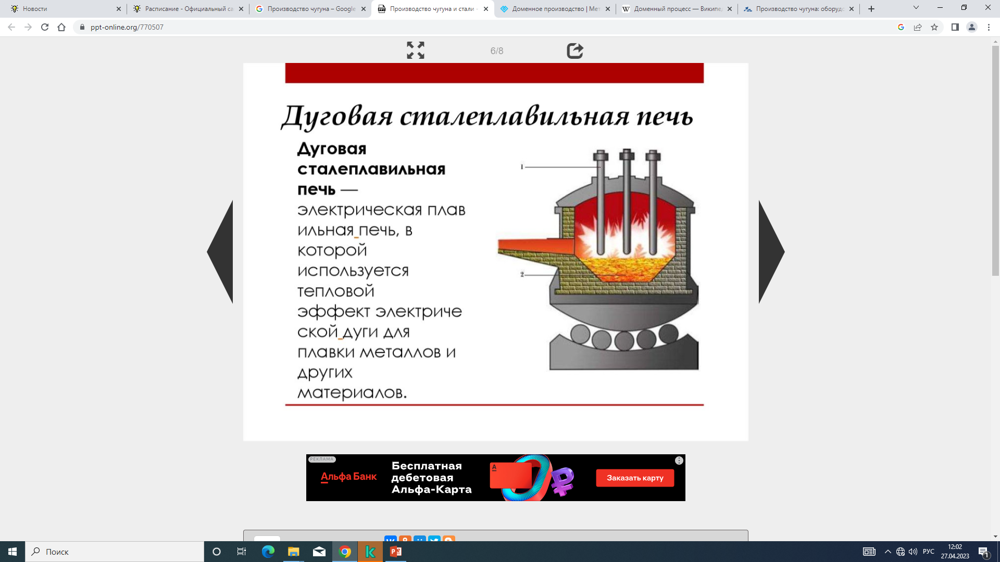 Новости
Расписание - Официальный са
Производство чугуна – Google
Производство чугуна и стали -
Доменное производство | Мет
Доменный процесс — Википед
Производство чугуна: оборудо
ppt-online.org/770507
6/8
Дуговая сталеплавильная печь
Дуговая
сталеплавильная
печь —
электрическая плав
ильная печь, в
которой
используется
тепловой
эффект электриче
ской дуги для
плавки металлов и
других
материалов.
1
2
РЕКЛАМА
Альфа Банк
Бесплатная
дебетовая
Альфа-Карта
A
Заказать карту
Поиск
РУС
12:02
27.04.2023
1